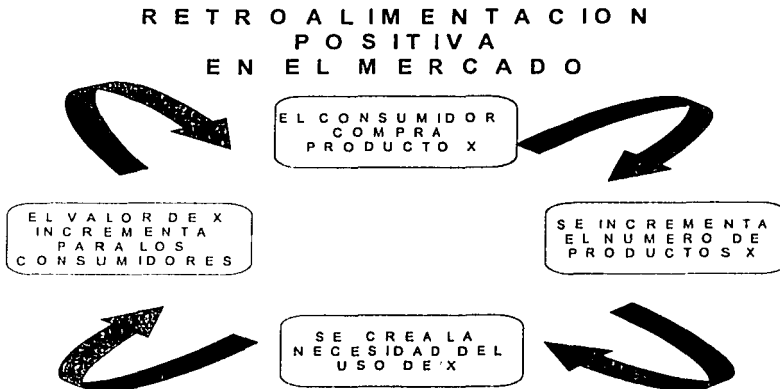 RETROALIMENTACION
POSITIVA
EN EL MERCADO
EL CONSUMIDOR
COMPRA
PRODUCTO X
SE INCREMENTA
EL NUMERO DE
PRODUCTOS X
SE CREA LA
NECESIDAD DEL
USO DE X
EL VALOR DE X
INCREMENTA
PARA LOS
CONSUMIDORES